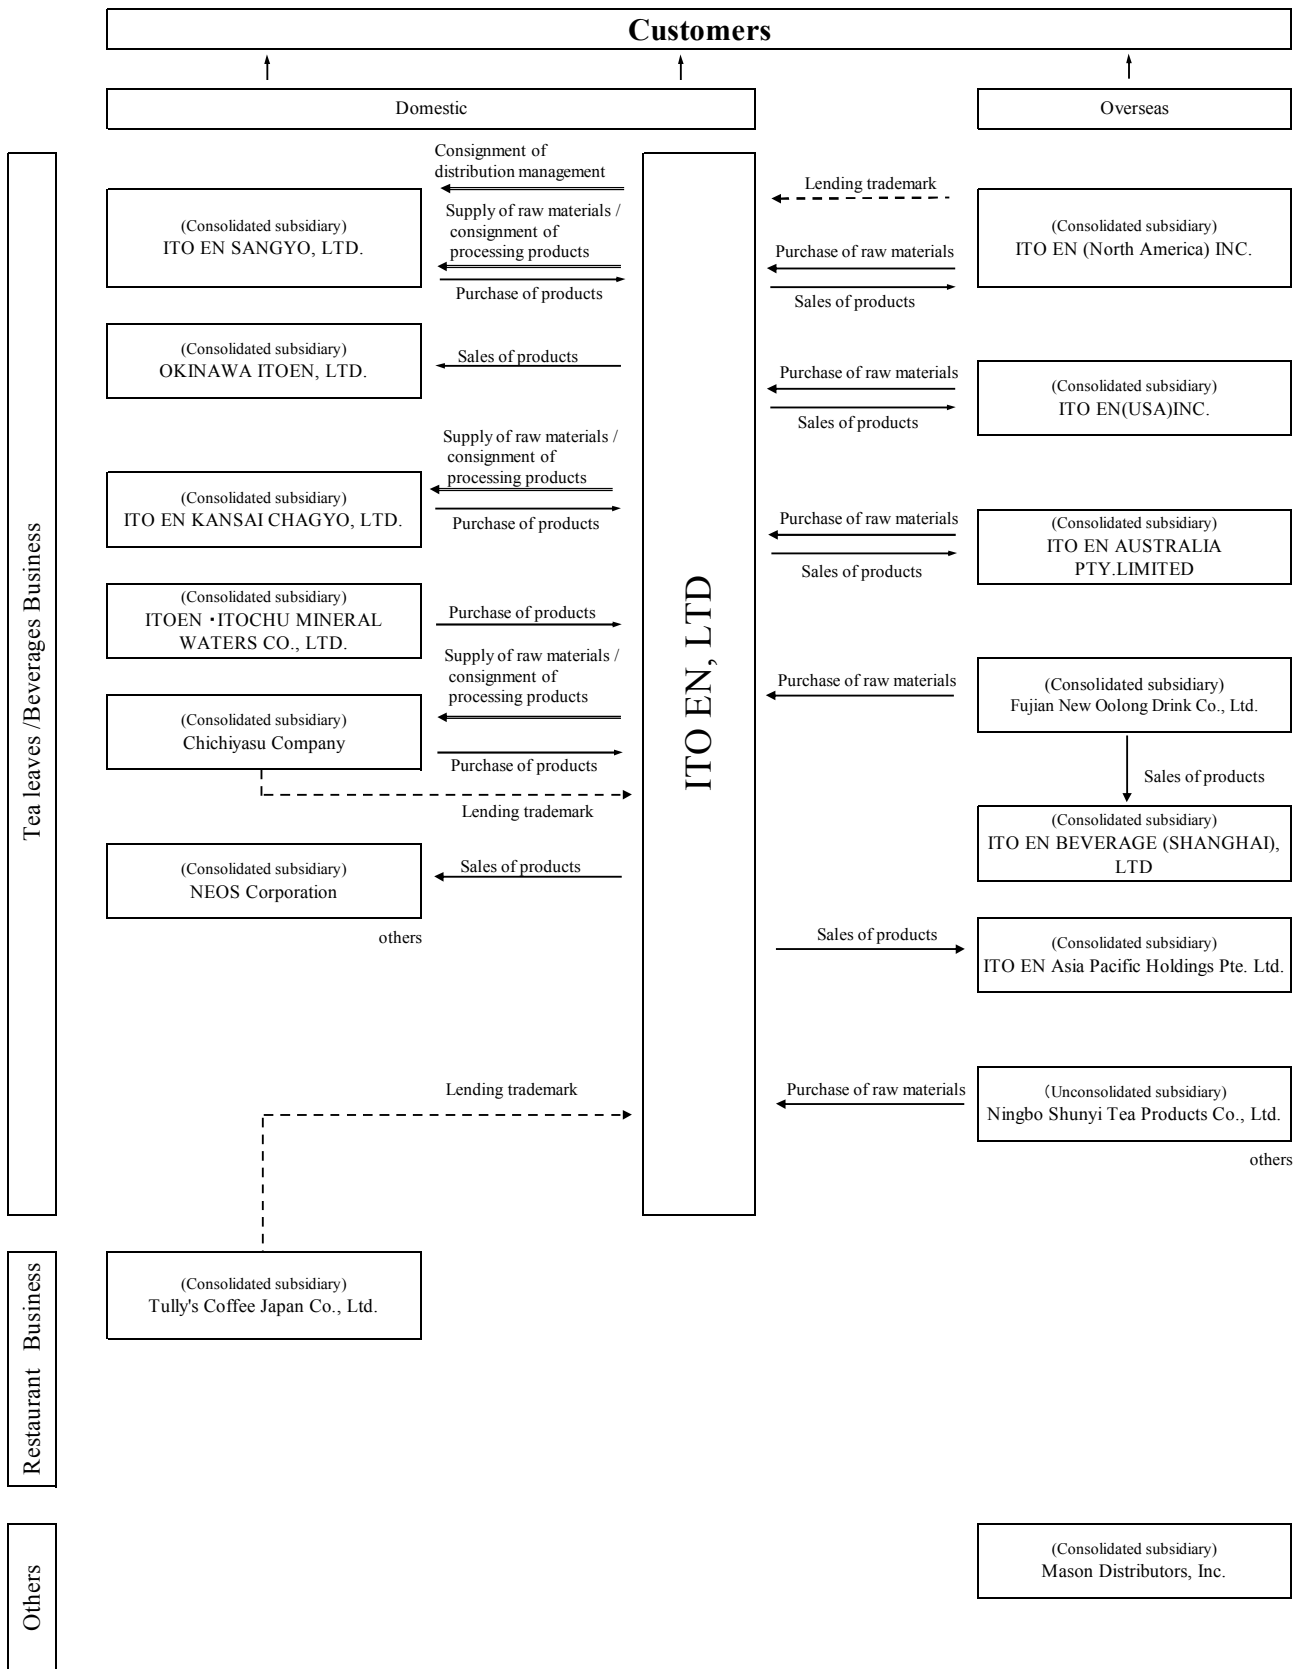 Customers
Domestic
Overseas
Tea leaves /Beverages Business
Consignment of
distribution management
(Consolidated subsidiary)
ITO EN SANGYO, LTD.
Supply of raw materials /
consignment of
processing products
Purchase of products
(Consolidated subsidiary)
OKINAWA ITOEN, LTD.
Sales of products
Supply of raw materials /
consignment of
processing products
(Consolidated subsidiary)
ITO EN KANSAI CHAGYO, LTD.
Purchase of products
(Consolidated subsidiary)
ITOEN・ITOCHU MINERAL
WATERS CO., LTD.
Purchase of products
Supply of raw materials /
consignment of
processing products
(Consolidated subsidiary)
Chichiyasu Company
Purchase of products
Lending trademark
(Consolidated subsidiary)
NEOS Corporation
Sales of products
others
Lending trademark
ITO EN, LTD
Lending trademark
(Consolidated subsidiary)
ITO EN (North America) INC.
Purchase of raw materials
Sales of products
Purchase of raw materials
(Consolidated subsidiary)
ITO EN(USA)INC.
Sales of products
Purchase of raw materials
(Consolidated subsidiary)
ITO EN AUSTRALIA
PTY.LIMITED
Sales of products
Purchase of raw materials
(Consolidated subsidiary)
Fujian New Oolong Drink Co., Ltd.
Sales of products
(Consolidated subsidiary)
ITO EN BEVERAGE (SHANGHAI),
LTD
Sales of products
(Consolidated subsidiary)
ITO EN Asia Pacific Holdings Pte. Ltd.
Purchase of raw materials
（Unconsolidated subsidiary)
Ningbo Shunyi Tea Products Co., Ltd.
others
Restaurant Business
(Consolidated subsidiary)
Tully's Coffee Japan Co., Ltd.
Others
(Consolidated subsidiary)
Mason Distributors, Inc.